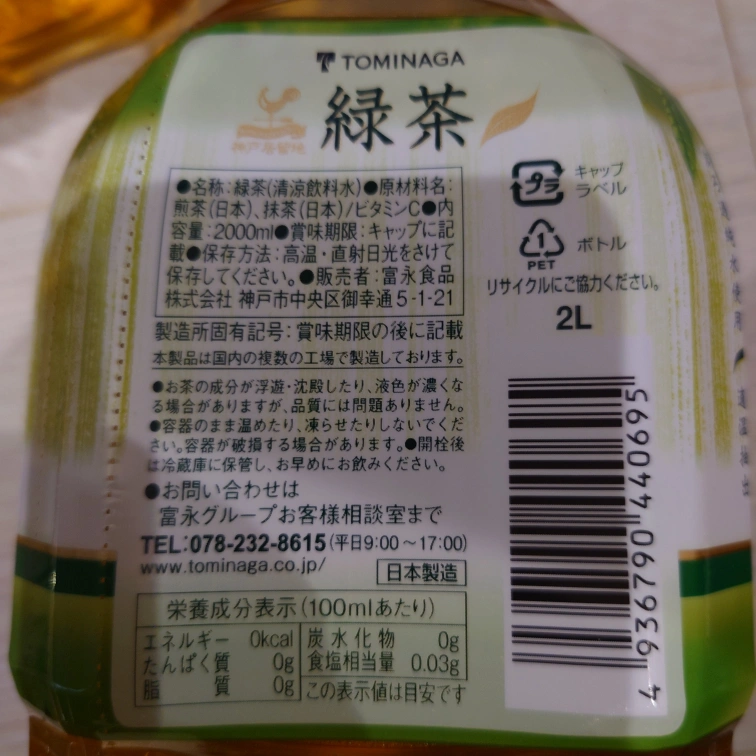 TOMINAGA
神戸居留地
緑茶
●名称:緑茶(清涼飲料水)●原材料名:
煎茶(日本)、抹茶(日本)/ビタミンC●内
容量:2000ml●賞味期限:キャップに記
載●保存方法:高温・直射日光をさけて
保存してください。●販売者:富永食品
株式会社 神戸市中央区御幸通5-1-21
製造所固有記号:賞味期限の後に記載
本製品は国内の複数の工場で製造しております。
●お茶の成分が浮遊・沈殿したり、液色が濃くな
る場合がありますが、品質には問題ありません。
●容器のまま温めたり、凍らせたりしないでくだ
さい。容器が破損する場合があります。●開栓後
は冷蔵庫に保管し、お早めにお飲みください。
●お問い合わせは
富永グループお客様相談室まで
TEL:078-232-8615(平日9:00~17:00)
www.tominaga.co.jp/
日本製造
栄養成分表示(100mlあたり)
エネルギー 0kcal
たんぱく質 0g
脂質 0g
炭水化物 0g
食塩相当量 0.03g
この表示値は目安です
プラ
キャップ
ラベル
1
PET
ボトル
リサイクルにご協力ください。
2L
4936790440695